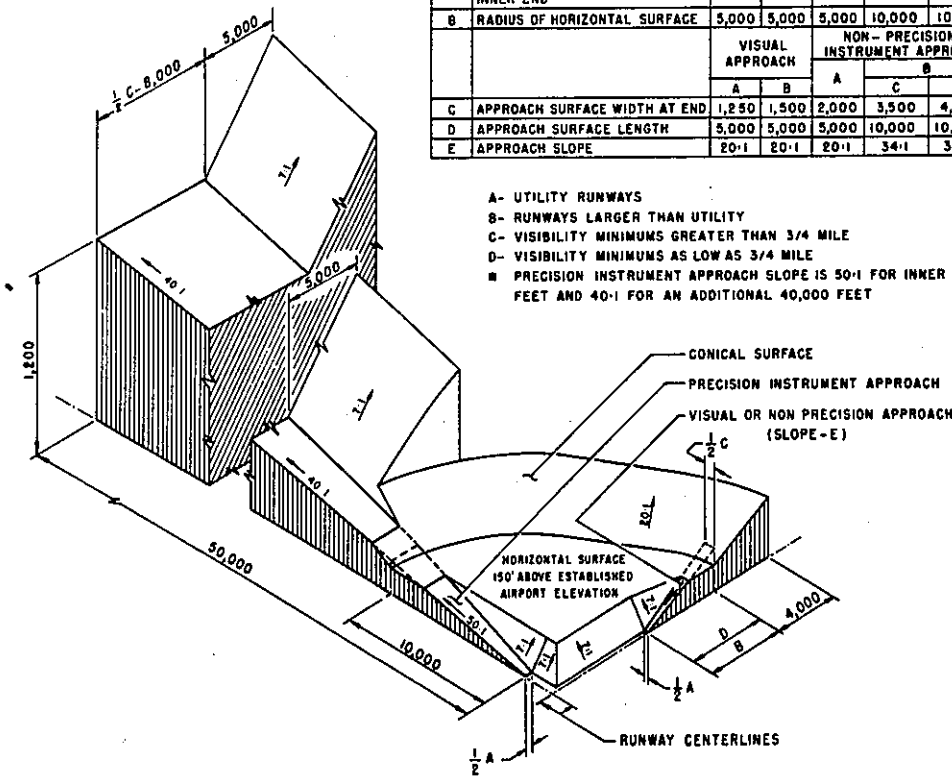 INNER END
B RADIUS OF HORIZONTAL SURFACE 5,000 5,000 5,000 10,000 10
VISUAL APPROACH NON-PRECISION INSTRUMENT APPR
A B A B
C
C APPROACH SURFACE WIDTH AT END 1,250 1,500 2,000 3,500 4,
D APPROACH SURFACE LENGTH 5,000 5,000 5,000 10,000 10,
E APPROACH SLOPE 20:1 20:1 20:1 34:1 3
A- UTILITY RUNWAYS
B- RUNWAYS LARGER THAN UTILITY
C- VISIBILITY MINIMUMS GREATER THAN 3/4 MILE
D- VISIBILITY MINIMUMS AS LOW AS 3/4 MILE
PRECISION INSTRUMENT APPROACH SLOPE IS 50:1 FOR INNER
FEET AND 40:1 FOR AN ADDITIONAL 40,000 FEET
5,000
1/2 C-8,000
7:1
40:1
5,000
1,200
7:1
CONICAL SURFACE
PRECISION INSTRUMENT APPROACH
VISUAL OR NON PRECISION APPROACH
(SLOPE-E)
1/2 C
40:1
20:1
50,000
HORIZONTAL SURFACE
150' ABOVE ESTABLISHED
AIRPORT ELEVATION
50:1
7:1
7:1
7:1
7:1
10,000
4,000
D
B
1/2 A
RUNWAY CENTERLINES
1/2 A